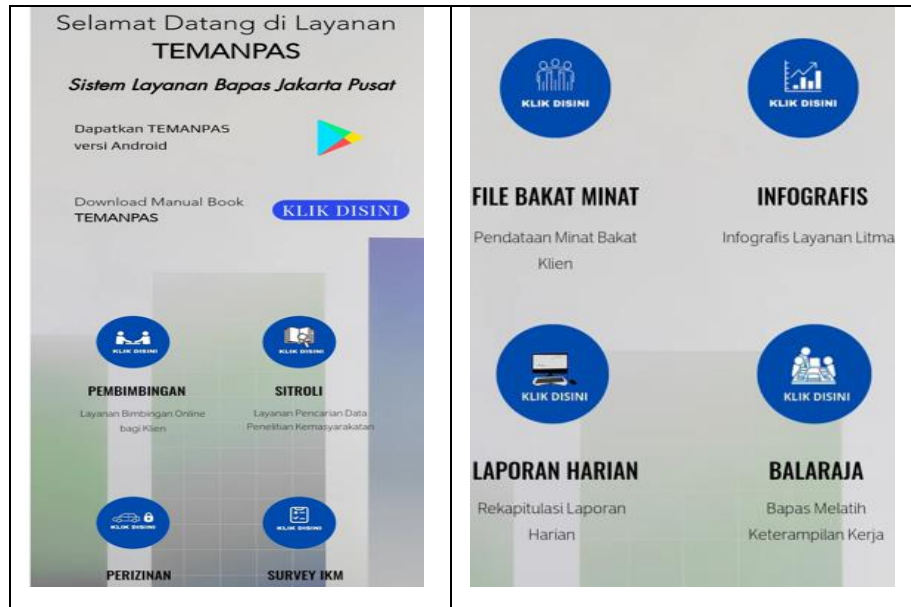 Selamat Datang di Layanan
TEMANPAS
Sistem Layanan Bapas Jakarta Pusat
Dapatkan TEMANPAS
versi Android
Download Manual Book
TEMANPAS
KLIK DISINI
KLIK DISINI
KLIK DISINI
PEMBIMBINGAN
SITROLI
Layanan Bimbingan Online
bagi Klien
Layanan Pencarian Data
Penelitian Kemasyarakatan
KLIK DISINI
KLIK DISINI
PERIZINAN
SURVEY IKM
KLIK DISINI
KLIK DISINI
FILE BAKAT MINAT
INFOGRAFIS
Pendataan Minat Bakat
Klien
Infografis Layanan Litma
KLIK DISINI
KLIK DISINI
LAPORAN HARIAN
BALARAJA
Rekapitulasi Laporan
Harian
Bapas Melatih
Keterampilan Kerja